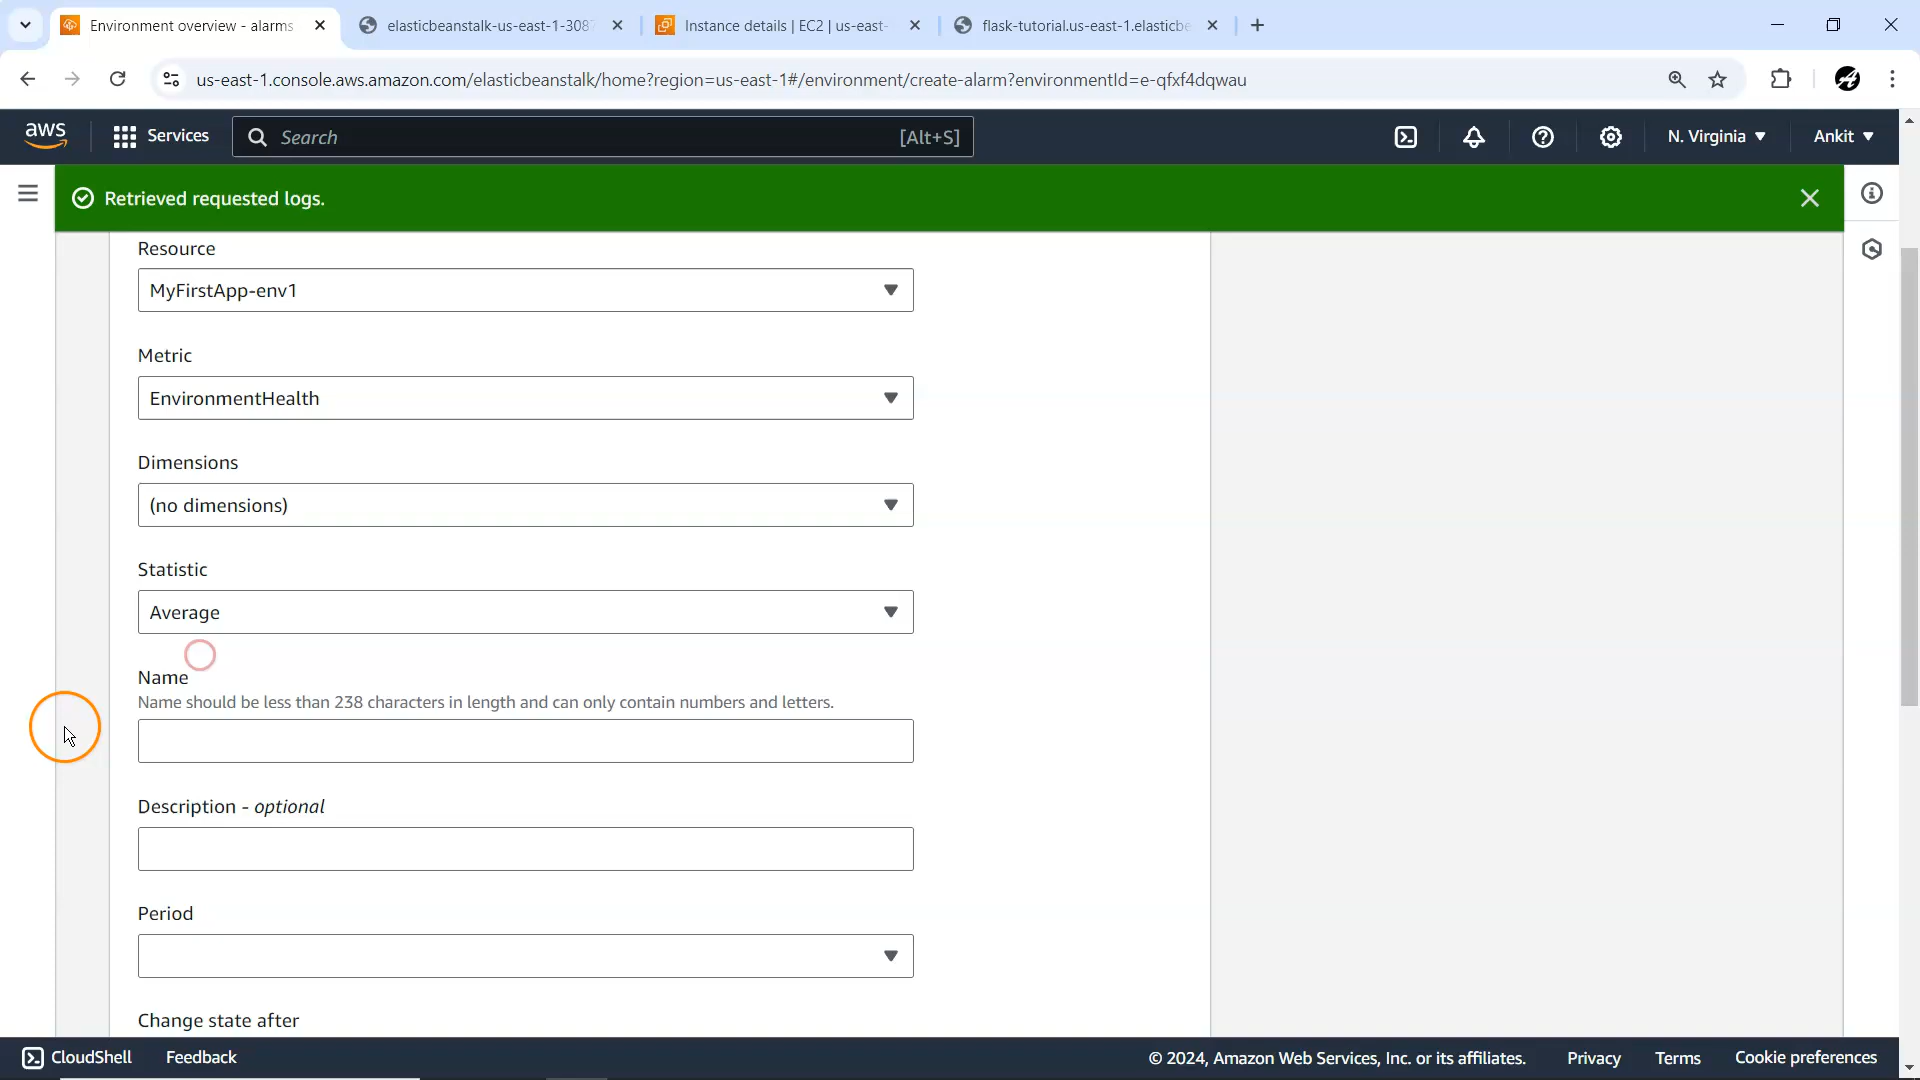 Environment overview - alarms
elasticbeanstalk-us-east-1-3087
Instance details | EC2 | us-east-
flask-tutorial.us-east-1.elasticbe
us-east-1.console.aws.amazon.com/elasticbeanstalk/home?region=us-east-1#/environment/create-alarm?environmentId=e-qfxf4dqwau
aws
Services
Search
[Alt+S]
N. Virginia
Ankit
Retrieved requested logs.
Resource
MyFirstApp-env1
Metric
EnvironmentHealth
Dimensions
(no dimensions)
Statistic
Average
Name
Name should be less than 238 characters in length and can only contain numbers and letters.
Description - optional
Period
Change state after
CloudShell
Feedback
© 2024, Amazon Web Services, Inc. or its affiliates.
Privacy
Terms
Cookie preferences